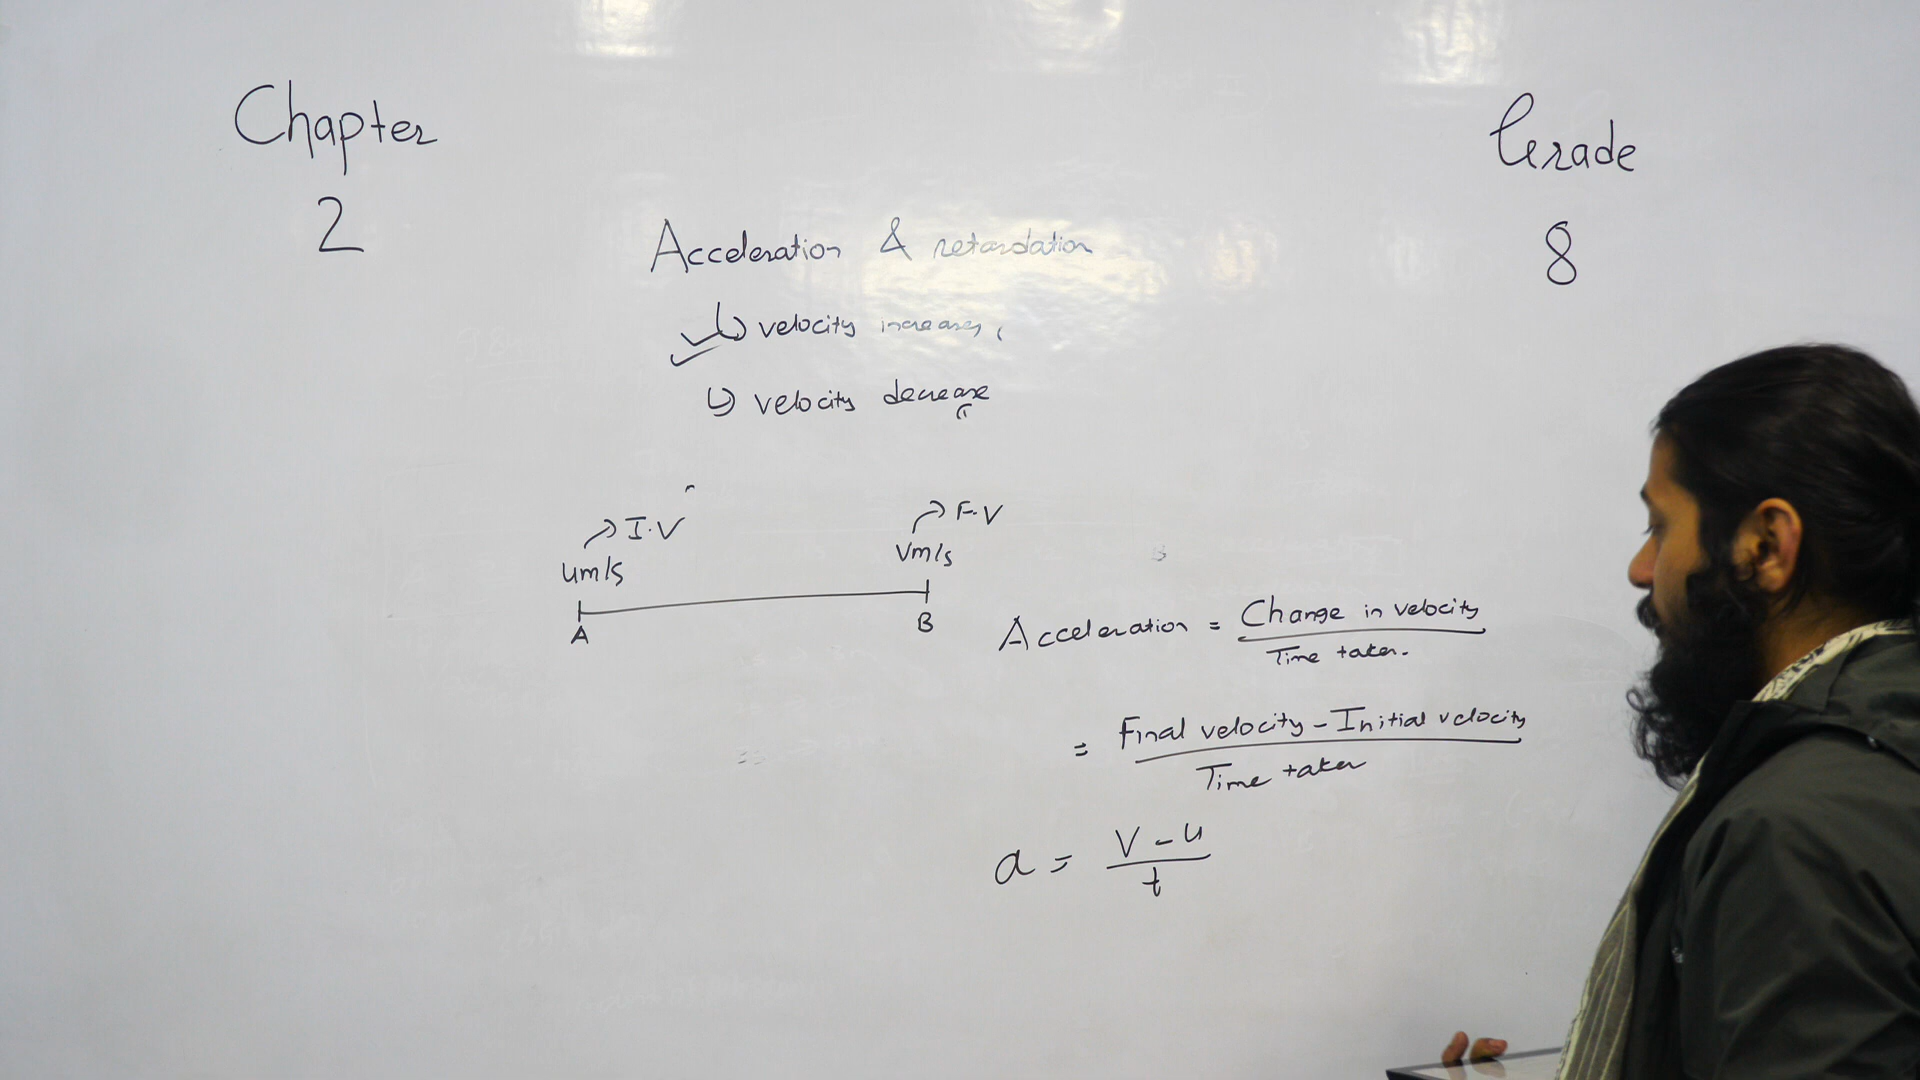 Chapter
2
Grade
8
Acceleration & retardation
velocity increases,
velocity decrease
I.V
um/s
F.V
Vm/s
A
B
Acceleration = Change in velocity
Time taken.
= Final velocity - Initial velocity
Time taken
a = V - u
t